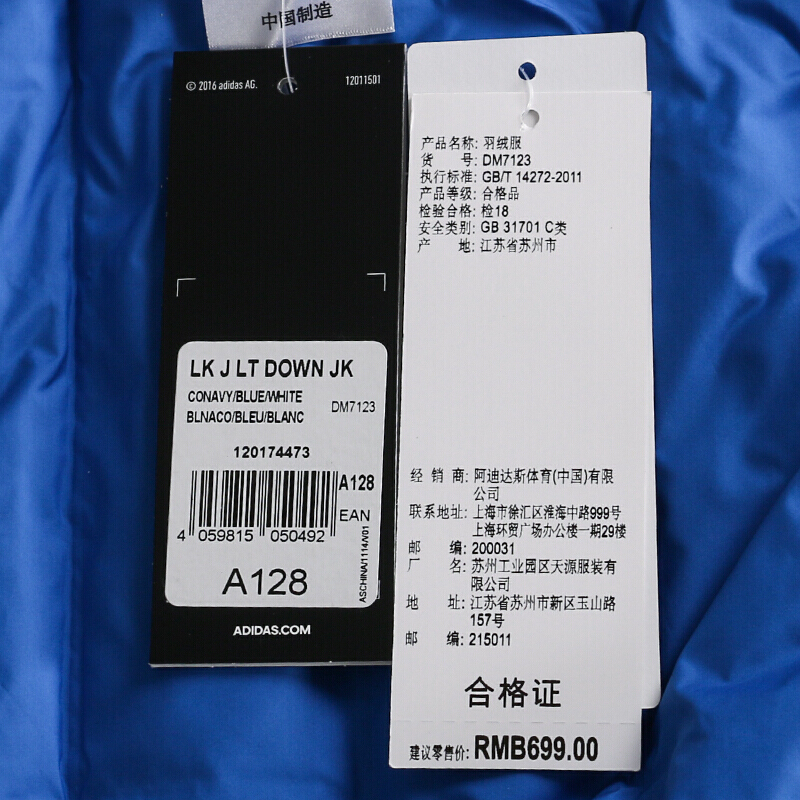 中国制造
© 2016 adidas AG.
12011501
LK J LT DOWN JK
CONAVY/BLUE/WHITE
BLNACO/BLEU/BLANC
DM7123
120174473
A128
EAN
4 059815 050492
ASCHINA/1114/V01
A128
ADIDAS.COM
产品名称: 羽绒服
货 号: DM7123
执行标准: GB/T 14272-2011
产品等级: 合格品
检验合格: 检18
安全类别: GB 31701 C类
产 地: 江苏省苏州市
经 销 商: 阿迪达斯体育(中国)有限
公司
联系地址: 上海市徐汇区淮海中路999号
上海环贸广场办公楼一期29楼
邮 编: 200031
厂 名: 苏州工业园区天源服装有
限公司
地 址: 江苏省苏州市新区玉山路
157号
邮 编: 215011
合格证
建议零售价: RMB699.00